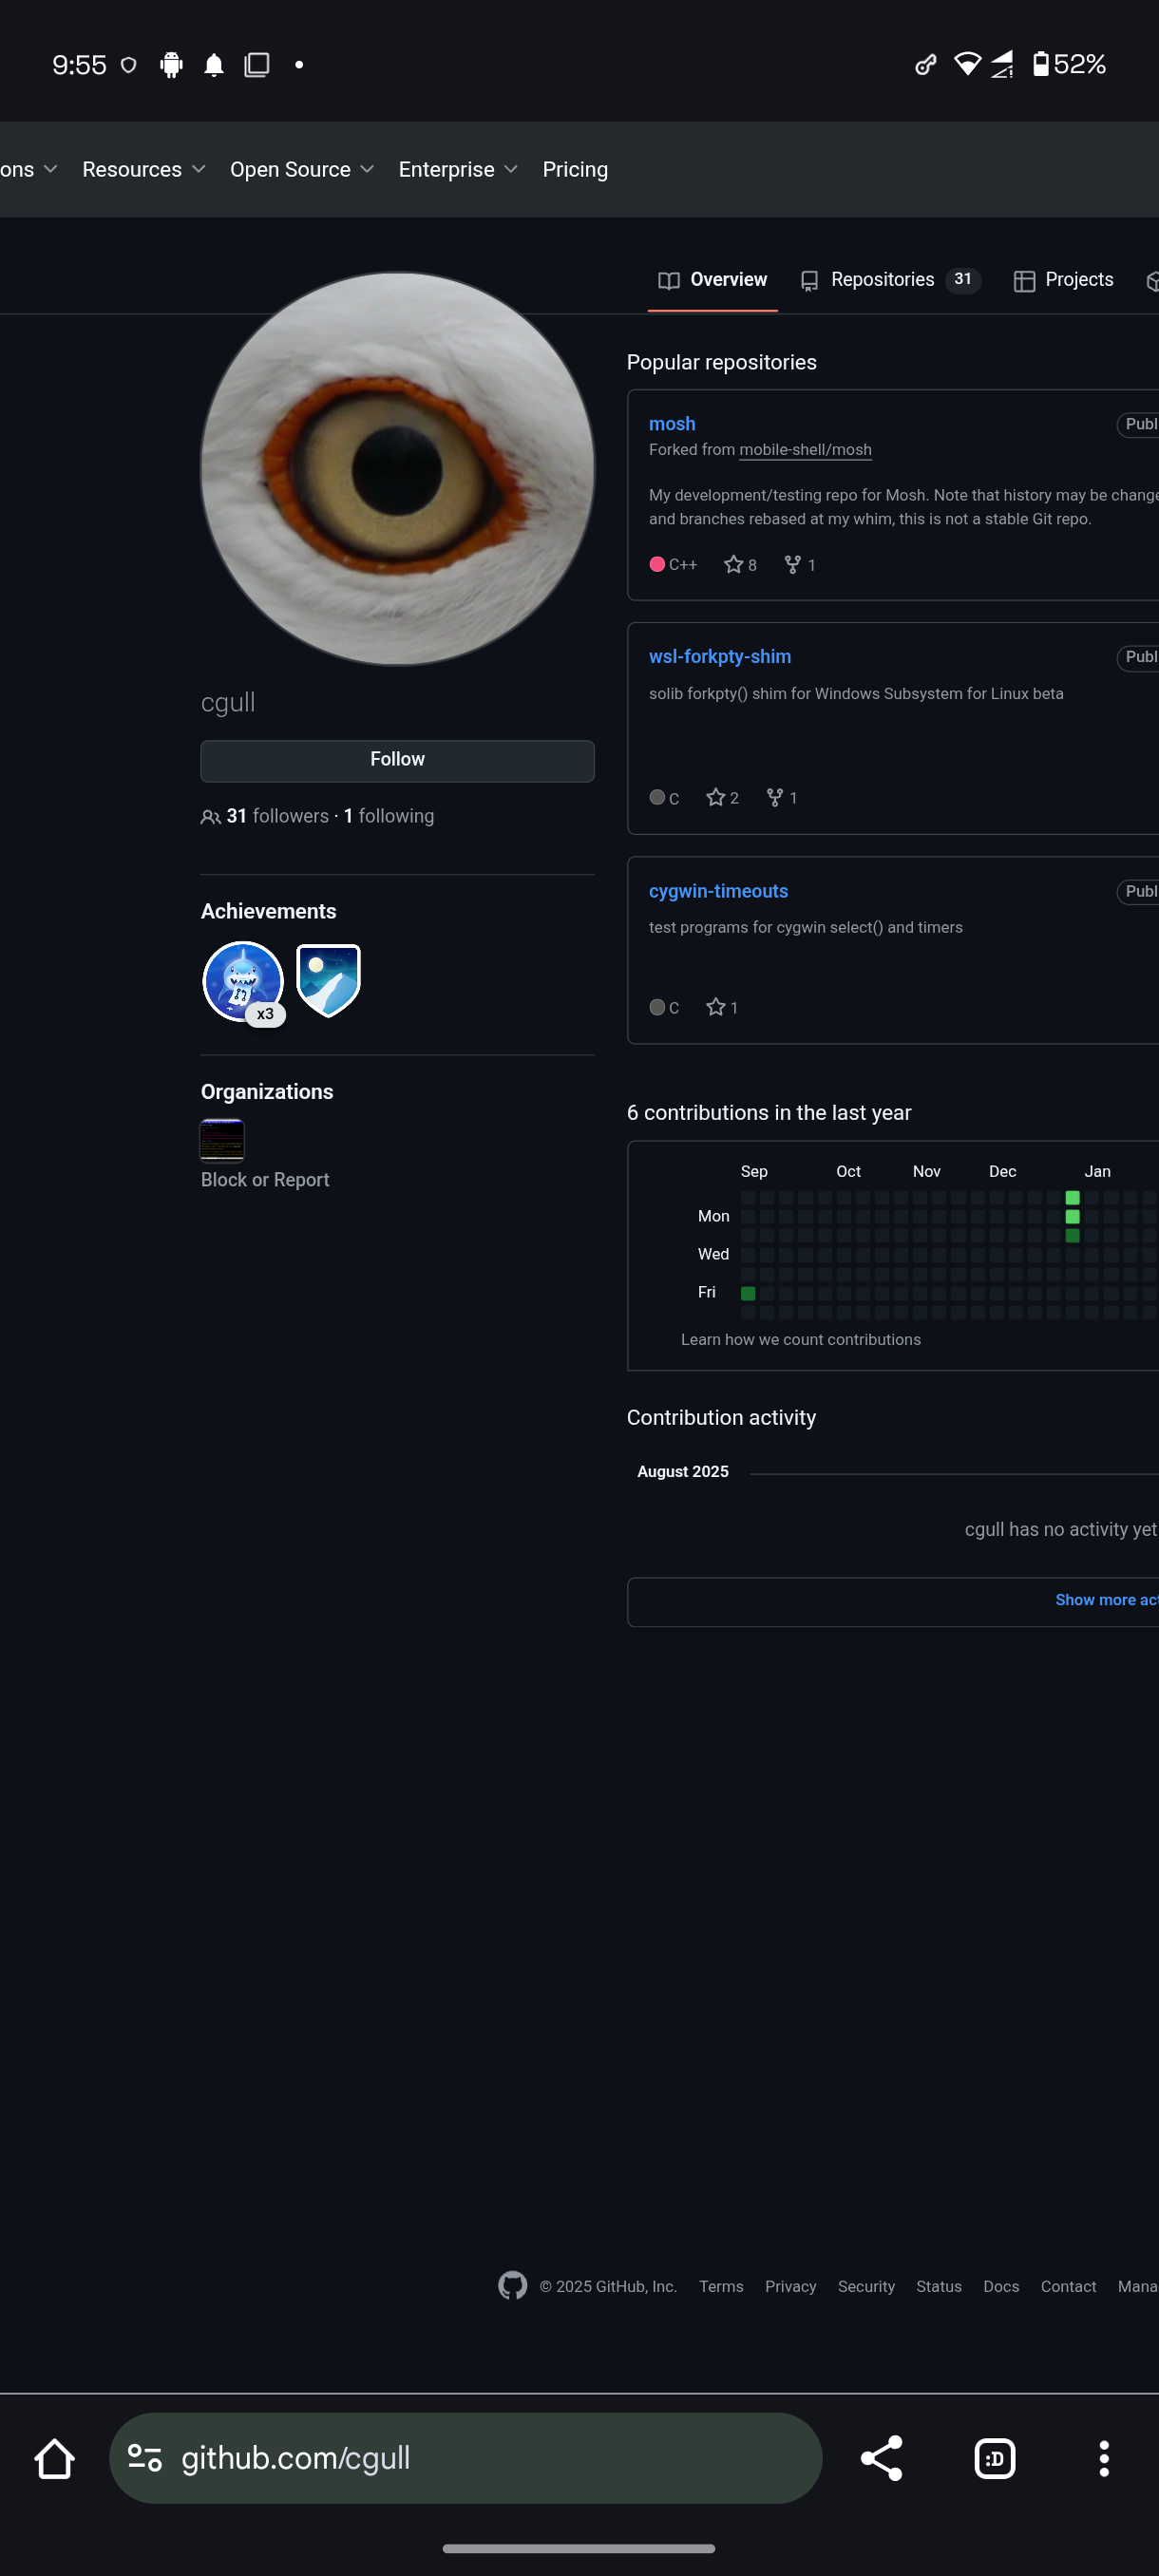 9:55
52%
ons Resources Open Source Enterprise Pricing
Overview Repositories 31 Projects
cgull
Follow
31 followers · 1 following
Achievements
x3
Organizations
Block or Report
Popular repositories
mosh Publ
Forked from mobile-shell/mosh
My development/testing repo for Mosh. Note that history may be change
and branches rebased at my whim, this is not a stable Git repo.
C++ 8 1
wsl-forkpty-shim Publ
solib forkpty() shim for Windows Subsystem for Linux beta
C 2 1
cygwin-timeouts Publ
test programs for cygwin select() and timers
C 1
6 contributions in the last year
Sep Oct Nov Dec Jan
Mon
Wed
Fri
Learn how we count contributions
Contribution activity
August 2025
cgull has no activity yet
Show more act
© 2025 GitHub, Inc. Terms Privacy Security Status Docs Contact Mana
github.com/cgull
:D